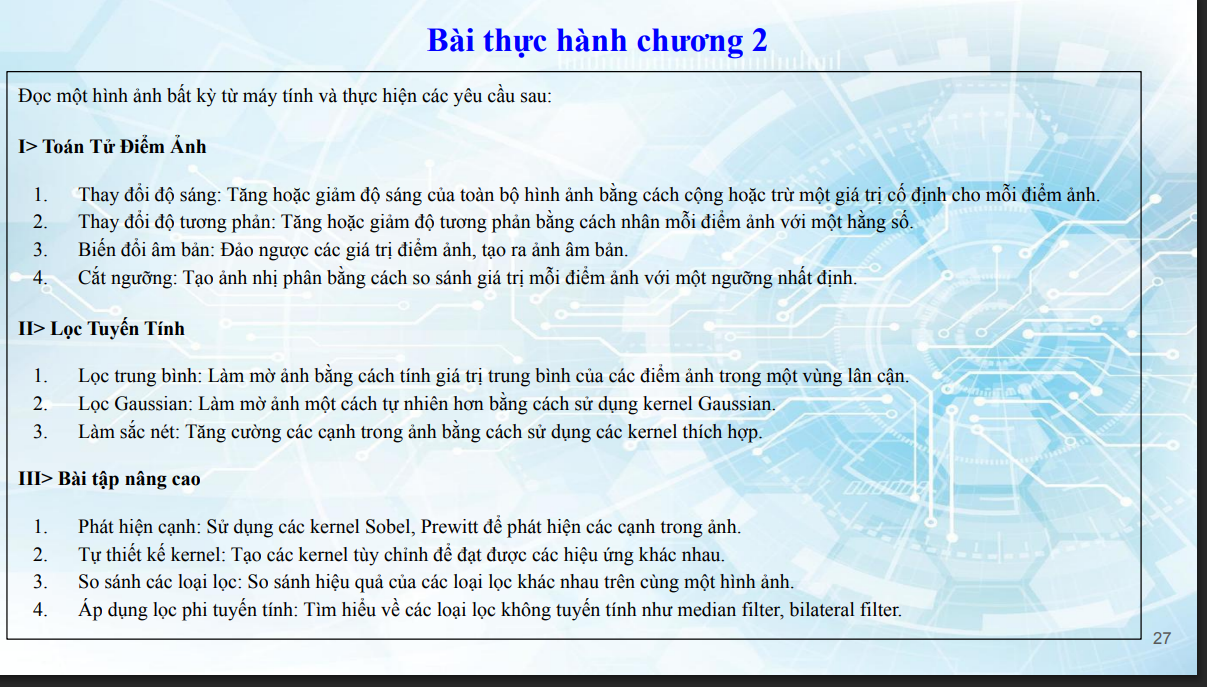 Bài thực hành chương 2
Đọc một hình ảnh bất kỳ từ máy tính và thực hiện các yêu cầu sau:
I> Toán Tử Điểm Ảnh
1. Thay đổi độ sáng: Tăng hoặc giảm độ sáng của toàn bộ hình ảnh bằng cách cộng hoặc trừ một giá trị cố định cho mỗi điểm ảnh.
2. Thay đổi độ tương phản: Tăng hoặc giảm độ tương phản bằng cách nhân mỗi điểm ảnh với một hằng số.
3. Biến đổi âm bản: Đảo ngược các giá trị điểm ảnh, tạo ra ảnh âm bản.
4. Cắt ngưỡng: Tạo ảnh nhị phân bằng cách so sánh giá trị mỗi điểm ảnh với một ngưỡng nhất định.
II> Lọc Tuyến Tính
1. Lọc trung bình: Làm mờ ảnh bằng cách tính giá trị trung bình của các điểm ảnh trong một vùng lân cận.
2. Lọc Gaussian: Làm mờ ảnh một cách tự nhiên hơn bằng cách sử dụng kernel Gaussian.
3. Làm sắc nét: Tăng cường các cạnh trong ảnh bằng cách sử dụng các kernel thích hợp.
III> Bài tập nâng cao
1. Phát hiện cạnh: Sử dụng các kernel Sobel, Prewitt để phát hiện các cạnh trong ảnh.
2. Tự thiết kế kernel: Tạo các kernel tùy chỉnh để đạt được các hiệu ứng khác nhau.
3. So sánh các loại lọc: So sánh hiệu quả của các loại lọc khác nhau trên cùng một hình ảnh.
4. Áp dụng lọc phi tuyến tính: Tìm hiểu về các loại lọc không tuyến tính như median filter, bilateral filter.
27